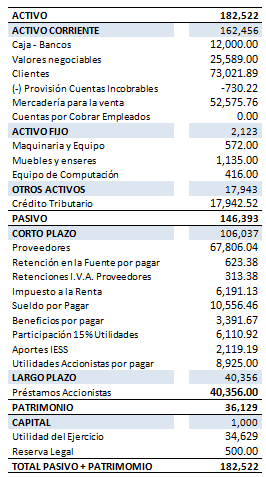 ACTIVO 182,522
ACTIVO CORRIENTE 162,456
Caja - Bancos 12,000.00
Valores negociables 25,589.00
Clientes 73,021.89
(-) Provisión Cuentas Incobrables -730.22
Mercadería para la venta 52,575.76
Cuentas por Cobrar Empleados 0.00
ACTIVO FIJO 2,123
Maquinaria y Equipo 572.00
Muebles y enseres 1,135.00
Equipo de Computación 416.00
OTROS ACTIVOS 17,943
Crédito Tributario 17,942.52
PASIVO 146,393
CORTO PLAZO 106,037
Proveedores 67,806.04
Retención en la Fuente por pagar 623.38
Retenciones I.V.A. Proveedores 313.38
Impuesto a la Renta 6,191.13
Sueldo por Pagar 10,556.46
Beneficios por pagar 3,391.67
Participación 15% Utilidades 6,110.92
Aportes IESS 2,119.19
Utilidades Accionistas por pagar 8,925.00
LARGO PLAZO 40,356
Préstamos Accionistas 40,356.00
PATRIMONIO 36,129
CAPITAL 1,000
Utilidad del Ejercicio 34,629
Reserva Legal 500.00
TOTAL PASIVO + PATRIMOMIO 182,522